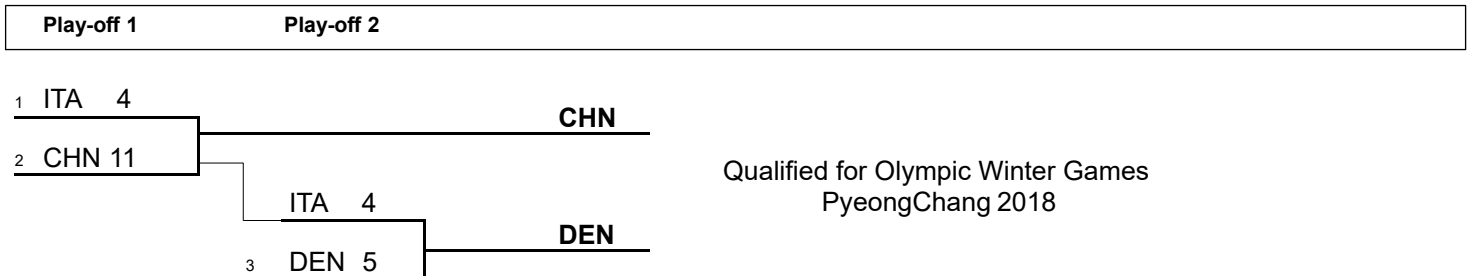 Play-off 1 Play-off 2
1 ITA 4
CHN
2 CHN 11
Qualified for Olympic Winter Games
PyeongChang 2018
ITA 4
DEN
3 DEN 5